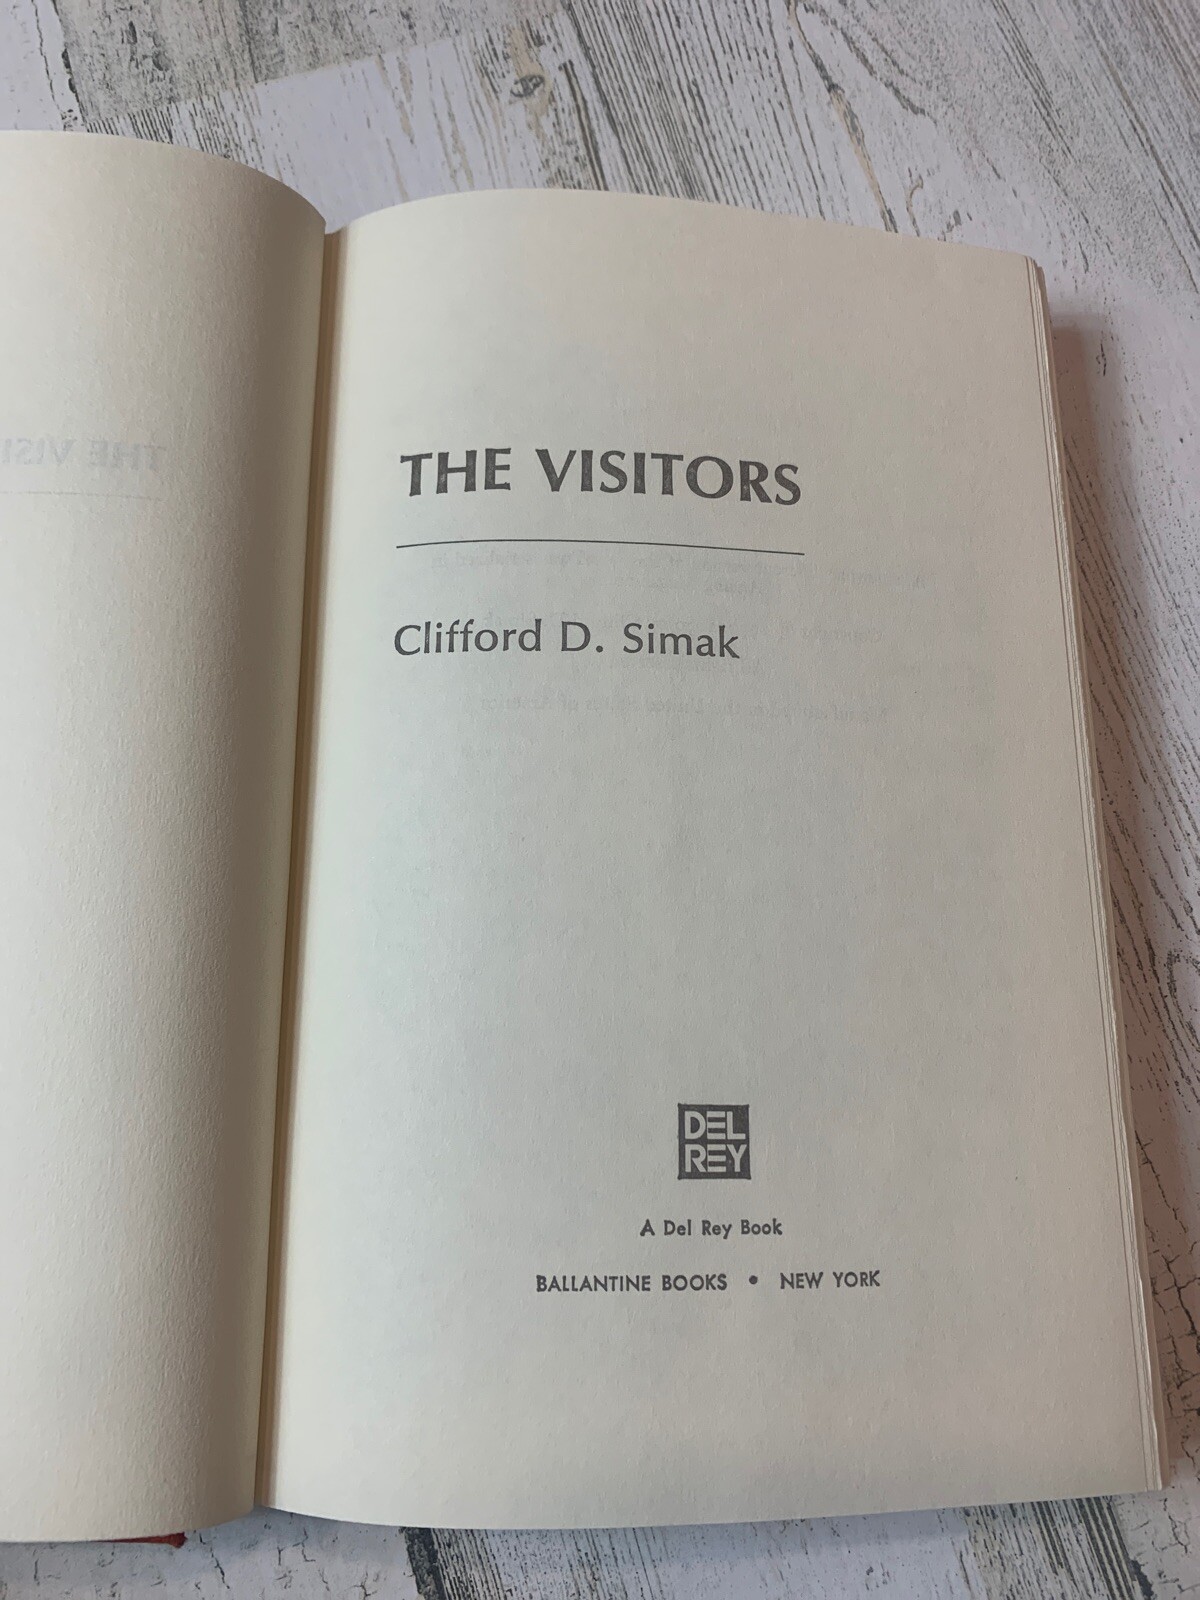 THE VISITORS
Clifford D. Simak
DEL
REY
A Del Rey Book
BALLANTINE BOOKS • NEW YORK